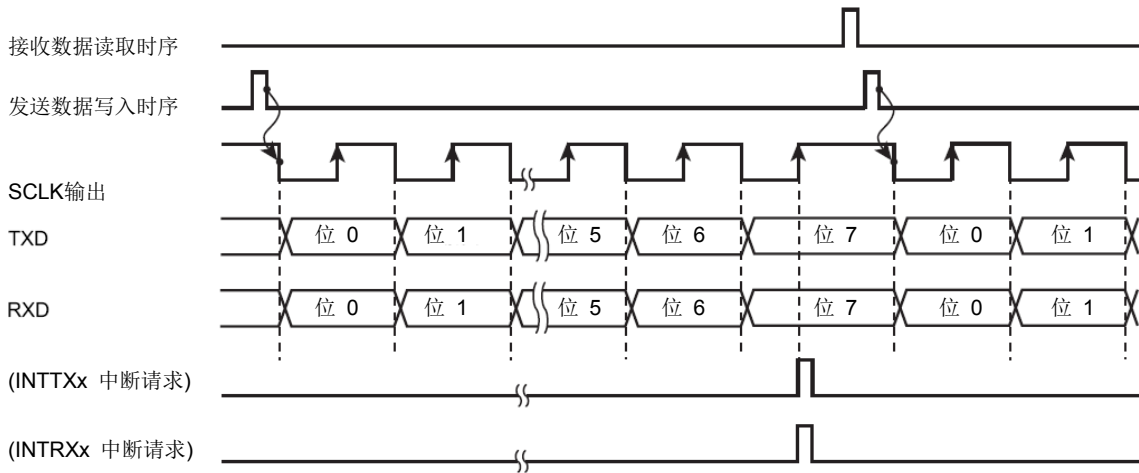 接收数据读取时序
发送数据写入时序
SCLK输出
TXD 位 0 位 1 位 5 位 6 位 7 位 0 位 1
RXD 位 0 位 1 位 5 位 6 位 7 位 0 位 1
(INTTXx 中断请求)
(INTRXx 中断请求)